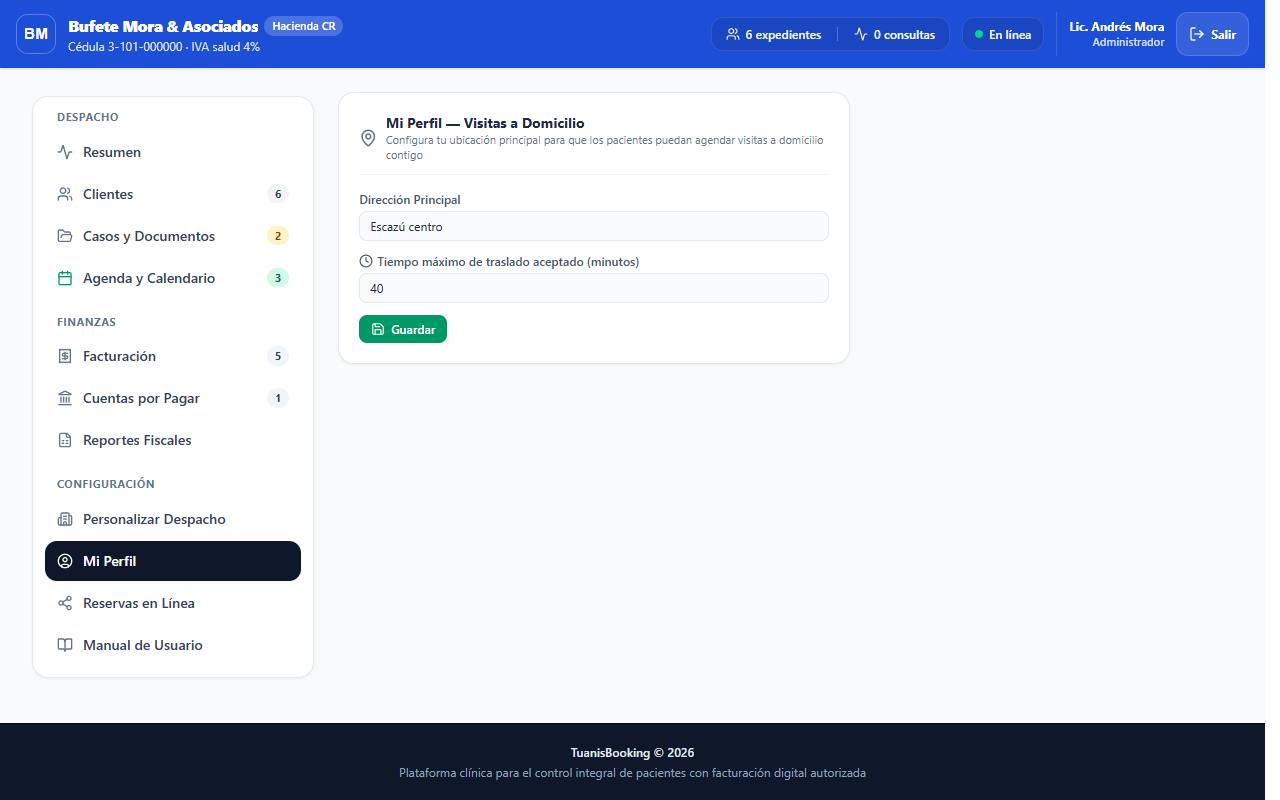 BM
Bufete Mora & Asociados
Hacienda CR
Cédula 3-101-000000 · IVA salud 4%
6 expedientes
0 consultas
En línea
Lic. Andrés Mora
Administrador
Salir
DESPACHO
Resumen
Clientes 6
Casos y Documentos 2
Agenda y Calendario 3
FINANZAS
Facturación 5
Cuentas por Pagar 1
Reportes Fiscales
CONFIGURACIÓN
Personalizar Despacho
Mi Perfil
Reservas en Línea
Manual de Usuario
Mi Perfil — Visitas a Domicilio
Configura tu ubicación principal para que los pacientes puedan agendar visitas a domicilio
contigo
Dirección Principal
Escazú centro
Tiempo máximo de traslado aceptado (minutos)
40
Guardar
TuanisBooking © 2026
Plataforma clínica para el control integral de pacientes con facturación digital autorizada